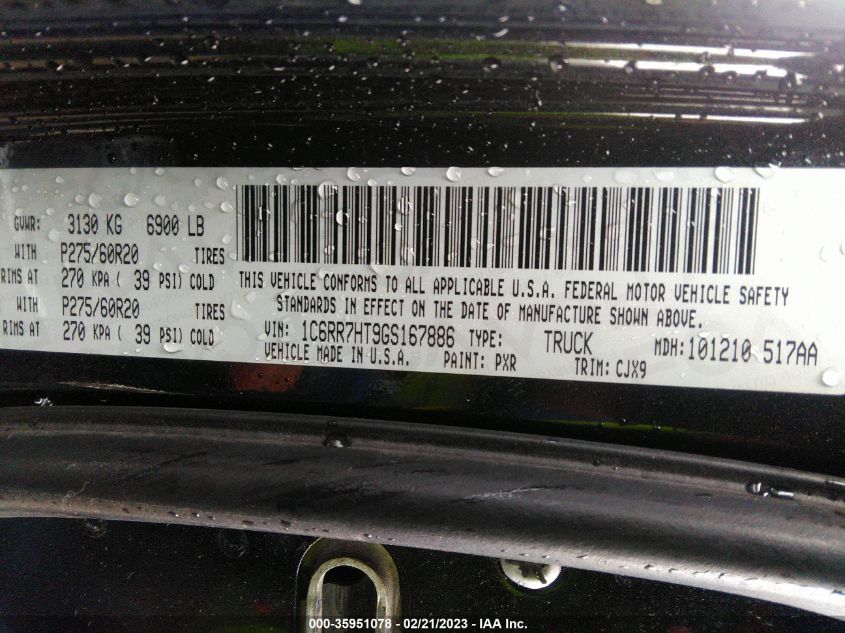 GVWR: 3130 KG 6900 LB
WITH P275/60R20 TIRES
RIMS AT 270 KPA ( 39 PSI) COLD
WITH P275/60R20 TIRES
RIMS AT 270 KPA ( 39 PSI) COLD
THIS VEHICLE CONFORMS TO ALL APPLICABLE U.S.A. FEDERAL MOTOR VEHICLE SAFETY
STANDARDS IN EFFECT ON THE DATE OF MANUFACTURE SHOWN ABOVE.
VIN: 1C6RR7HT9GS167886 TYPE: TRUCK MDH:101210 517AA
VEHICLE MADE IN U.S.A. PAINT: PXR TRIM: CJX9
000-35951078 - 02/21/2023 - IAA Inc.